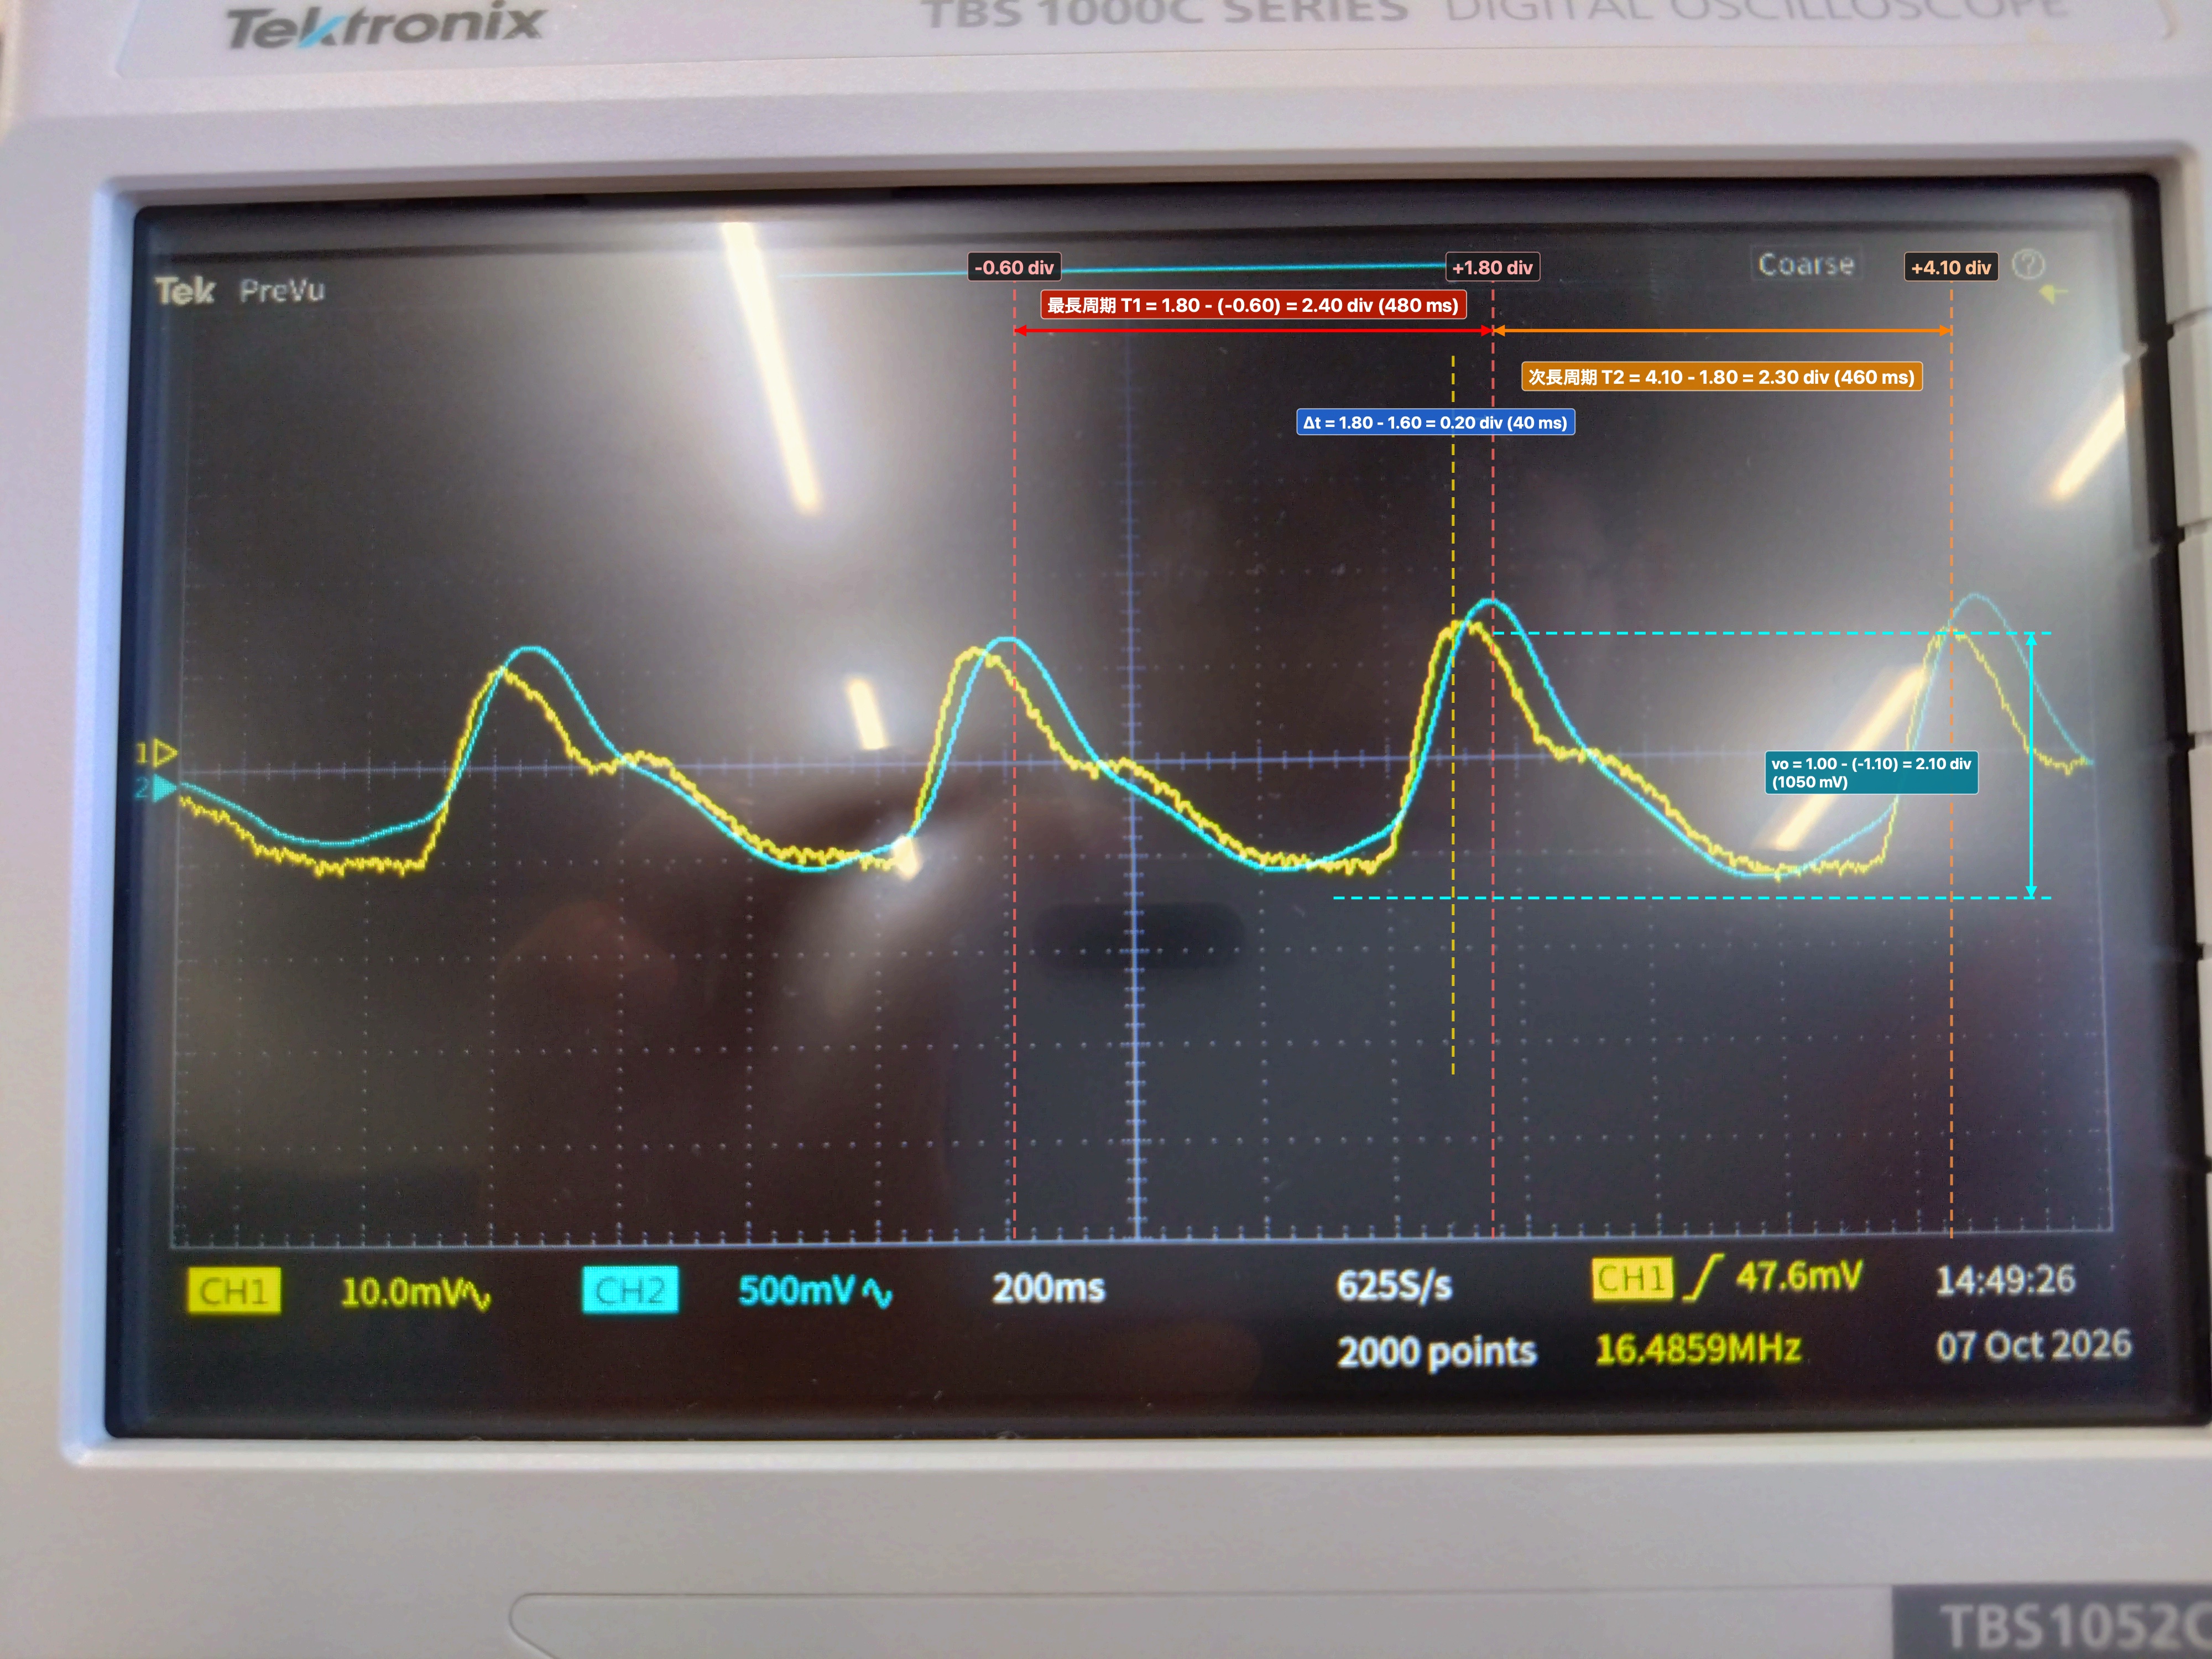 Tektronix
TBS 1000C SERIES DIGITAL OSCILLOSCOPE
Tek PreVu
-0.60 div
+1.80 div
Coarse
+4.10 div
?
最長周期 T1 = 1.80 - (-0.60) = 2.40 div (480 ms)
次長周期 T2 = 4.10 - 1.80 = 2.30 div (460 ms)
Δt = 1.80 - 1.60 = 0.20 div (40 ms)
1
2
vo = 1.00 - (-1.10) = 2.10 div
(1050 mV)
CH1 10.0mV CH2 500mV 200ms 625S/s CH1 47.6mV 14:49:26
2000 points 16.4859MHz 07 Oct 2026
TBS1052C